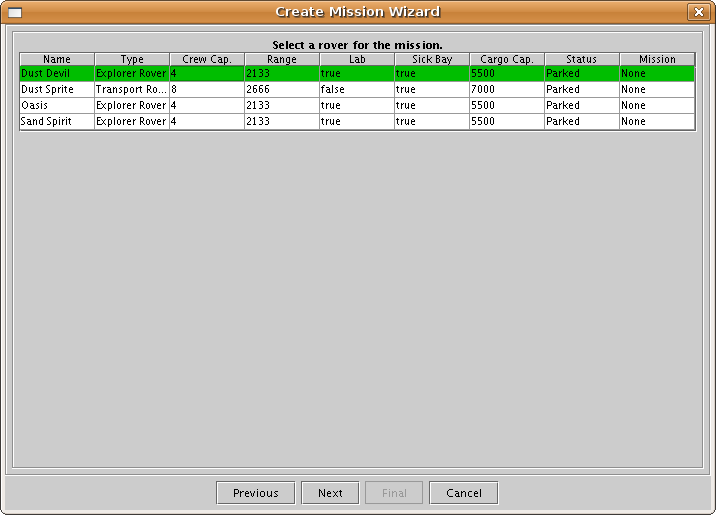 Create Mission Wizard
Select a rover for the mission.
Name Type Crew Cap. Range Lab Sick Bay Cargo Cap. Status Mission
Dust Devil Explorer Rover 4 2133 true true 5500 Parked None
Dust Sprite Transport Ro... 8 2666 false true 7000 Parked None
Oasis Explorer Rover 4 2133 true true 5500 Parked None
Sand Spirit Explorer Rover 4 2133 true true 5500 Parked None
Previous Next Final Cancel